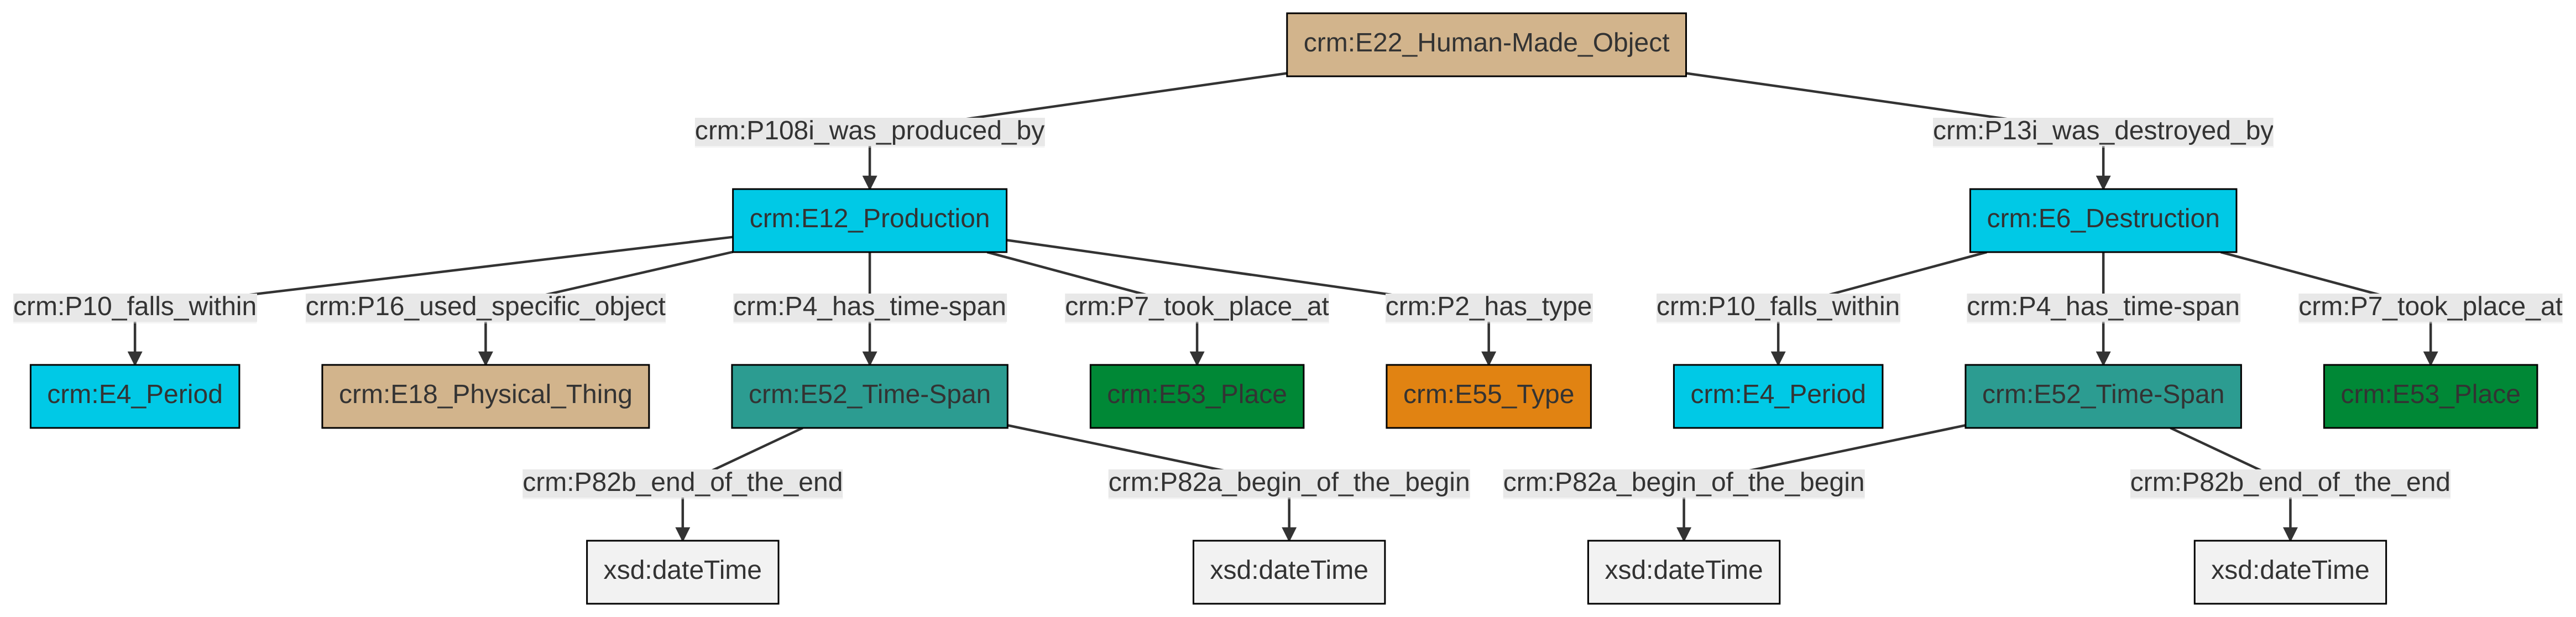 crm:E22_Human-Made_Object
crm:P108i_was_produced_by
crm:P13i_was_destroyed_by
crm:E12_Production
crm:E6_Destruction
crm:P10_falls_within
crm:P16_used_specific_object
crm:P4_has_time-span
crm:P7_took_place_at
crm:P2_has_type
crm:P10_falls_within
crm:P4_has_time-span
crm:P7_took_place_at
crm:E4_Period
crm:E18_Physical_Thing
crm:E52_Time-Span
crm:E53_Place
crm:E55_Type
crm:E4_Period
crm:E52_Time-Span
crm:E53_Place
crm:P82b_end_of_the_end
crm:P82a_begin_of_the_begin
crm:P82a_begin_of_the_begin
crm:P82b_end_of_the_end
xsd:dateTime
xsd:dateTime
xsd:dateTime
xsd:dateTime